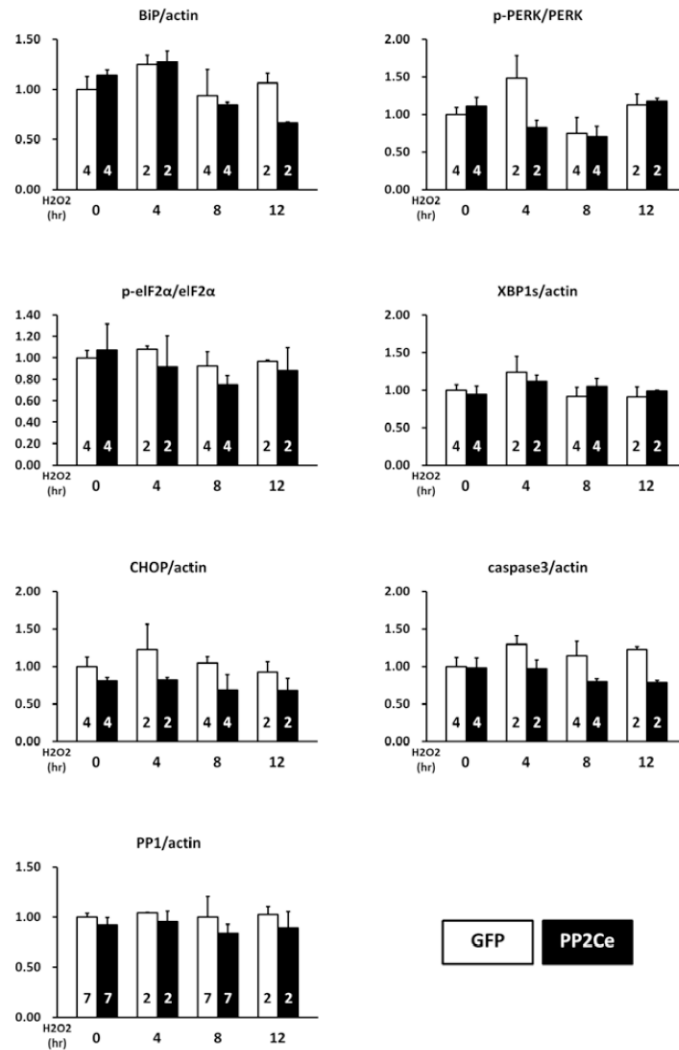 BiP/actin
1.50
1.00
0.50
0.00
4 4 2 2 4 4 2 2
H2O2 (hr) 0 4 8 12
p-PERK/PERK
2.00
1.50
1.00
0.50
0.00
4 4 2 2 4 4 2 2
H2O2 (hr) 0 4 8 12
p-eIF2α/eIF2α
1.40
1.20
1.00
0.80
0.60
0.40
0.20
0.00
4 4 2 2 4 4 2 2
H2O2 (hr) 0 4 8 12
XBP1s/actin
2.00
1.50
1.00
0.50
0.00
4 4 2 2 4 4 2 2
H2O2 (hr) 0 4 8 12
CHOP/actin
2.00
1.50
1.00
0.50
0.00
4 4 2 2 4 4 2 2
H2O2 (hr) 0 4 8 12
caspase3/actin
2.00
1.50
1.00
0.50
0.00
4 4 2 2 4 4 2 2
H2O2 (hr) 0 4 8 12
PP1/actin
1.50
1.00
0.50
0.00
7 7 2 2 7 7 2 2
H2O2 (hr) 0 4 8 12
GFP PP2Ce